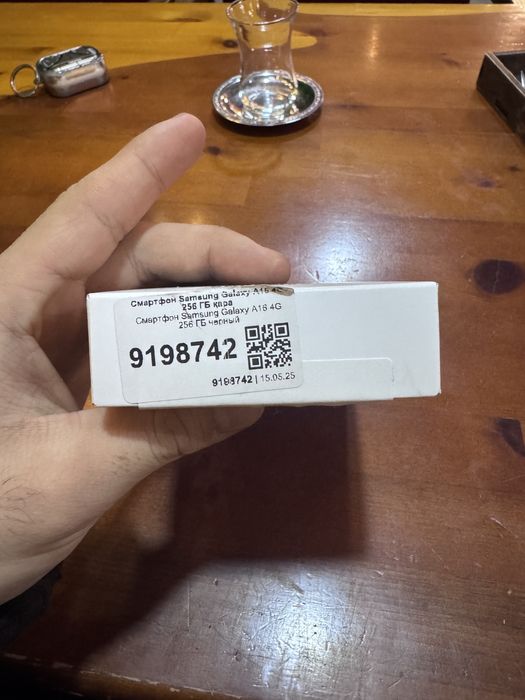 Смартфон Samsung Galaxy A16 4G
256 ГБ қара
Смартфон Samsung Galaxy A16 4G
256 ГБ черный
9198742
9198742 | 15.05.25